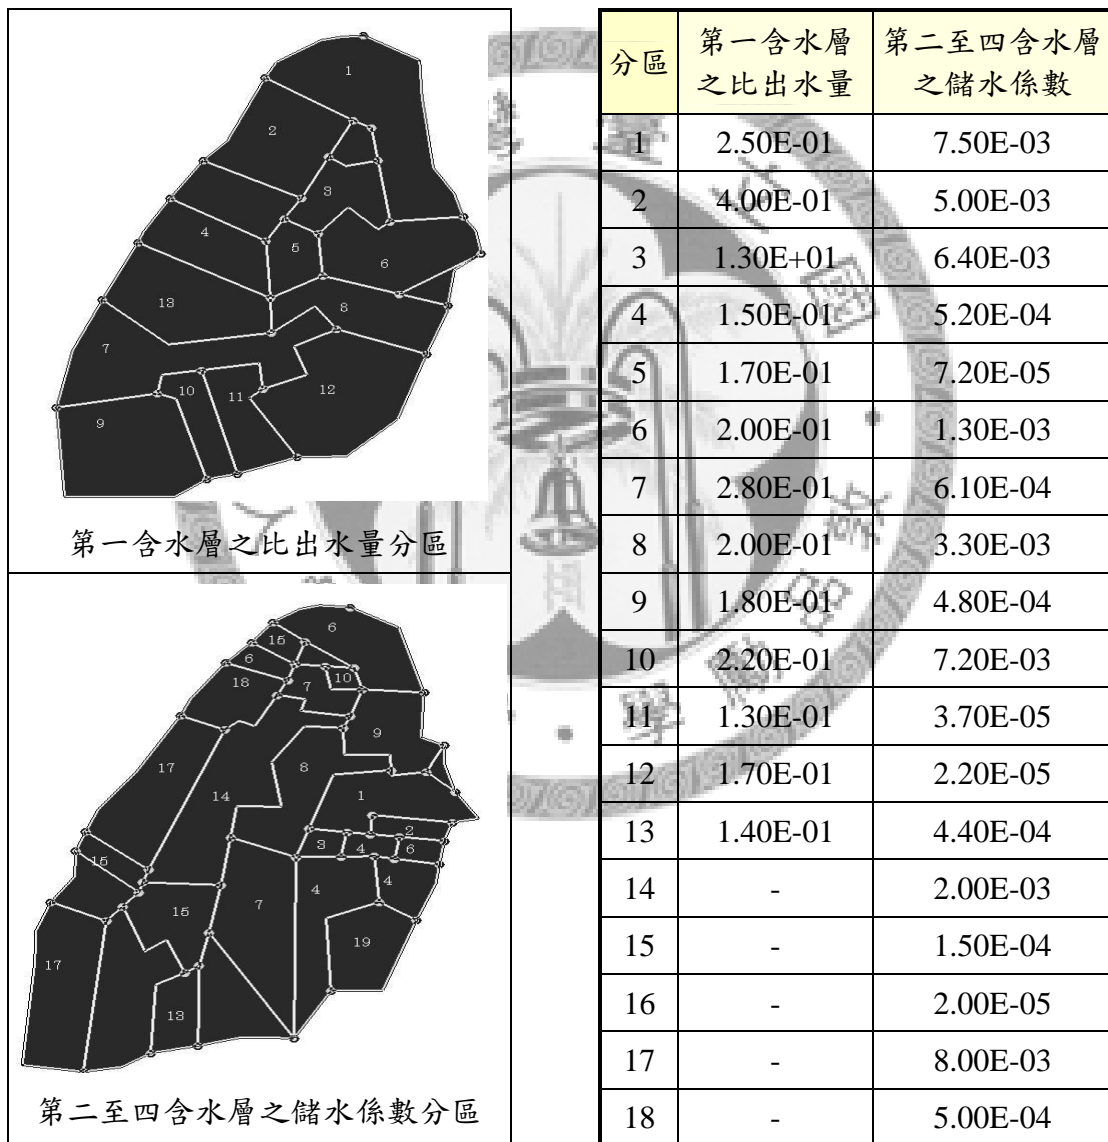 1
2
3
4
5
6
13
8
7
10
11
12
9
第一含水層之比出水量分區
6
15
6
10
18
7
9
17
8
14
1
2
3
4
6
15
4
4
15
7
19
17
13
第二至四含水層之儲水係數分區
分區 第一含水層之比出水量 第二至四含水層之儲水係數
1 2.50E-01 7.50E-03
2 4.00E-01 5.00E-03
3 1.30E+01 6.40E-03
4 1.50E-01 5.20E-04
5 1.70E-01 7.20E-05
6 2.00E-01 1.30E-03
7 2.80E-01 6.10E-04
8 2.00E-01 3.30E-03
9 1.80E-01 4.80E-04
10 2.20E-01 7.20E-03
11 1.30E-01 3.70E-05
12 1.70E-01 2.20E-05
13 1.40E-01 4.40E-04
14 - 2.00E-03
15 - 1.50E-04
16 - 2.00E-05
17 - 8.00E-03
18 - 5.00E-04